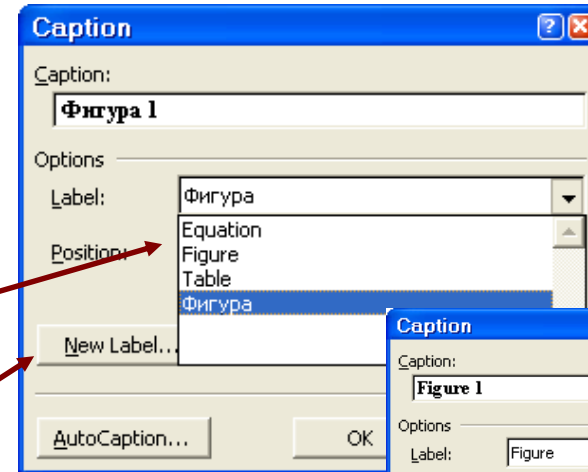 Caption
Caption:
Фигура 1
Options
Label:
Фигура
Position:
Equation
Figure
Table
Фигура
New Label...
AutoCaption...
OK
Caption
Caption:
Figure 1
Options
Label:
Figure